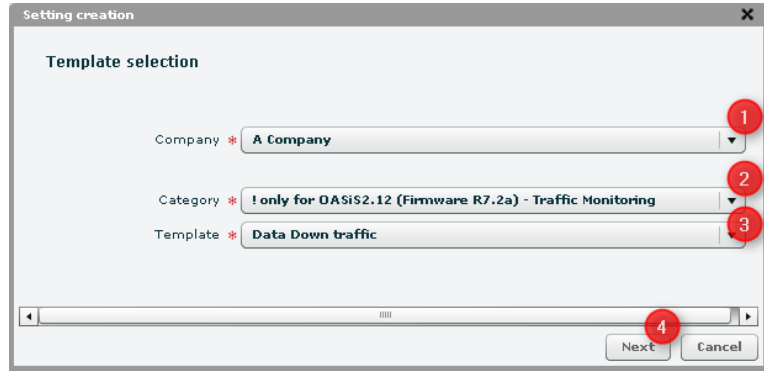 Setting creation
Template selection
1
Company * A Company
2
Category * ! only for OASiS2.12 (Firmware R7.2a) - Traffic Monitoring
3
Template * Data Down traffic
4
Next Cancel